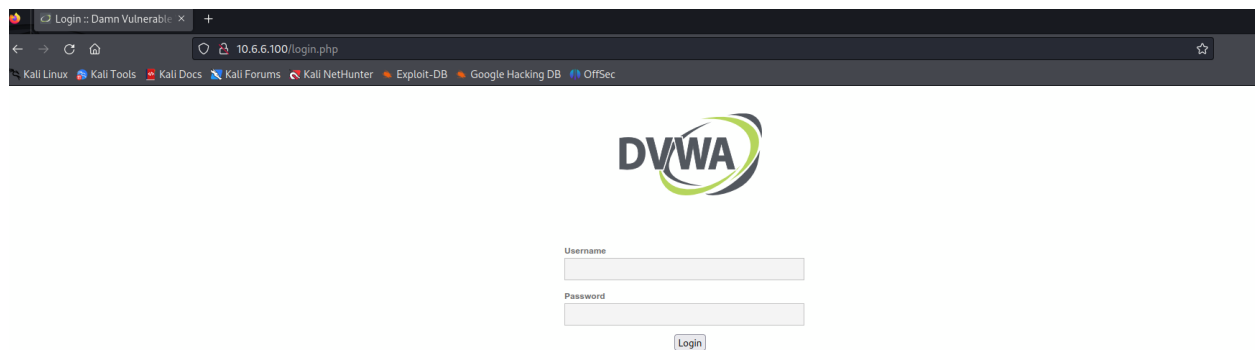 Login :: Damn Vulnerable
10.6.6.100/login.php
Kali Linux Kali Tools Kali Docs Kali Forums Kali NetHunter Exploit-DB Google Hacking DB OffSec
DVWA
Username
Password
Login